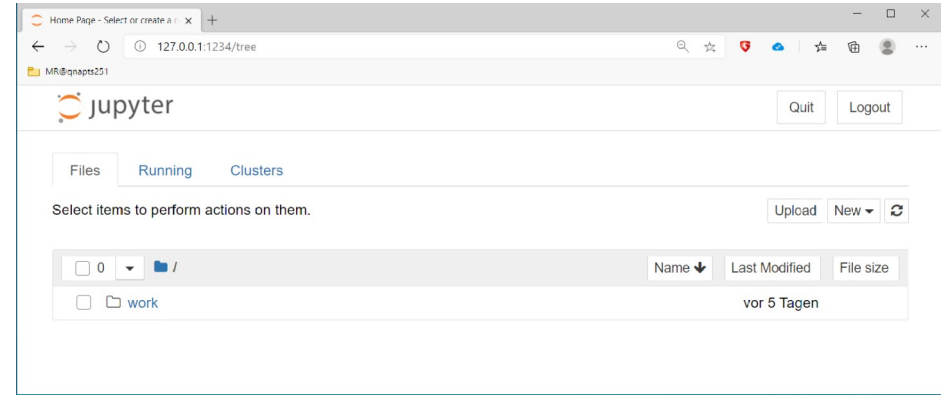 Home Page - Select or create a n
127.0.0.1:1234/tree
MR@qnapts251
jupyter
Quit
Logout
Files
Running
Clusters
Select items to perform actions on them.
Upload
New
0
/
Name
Last Modified
File size
work
vor 5 Tagen